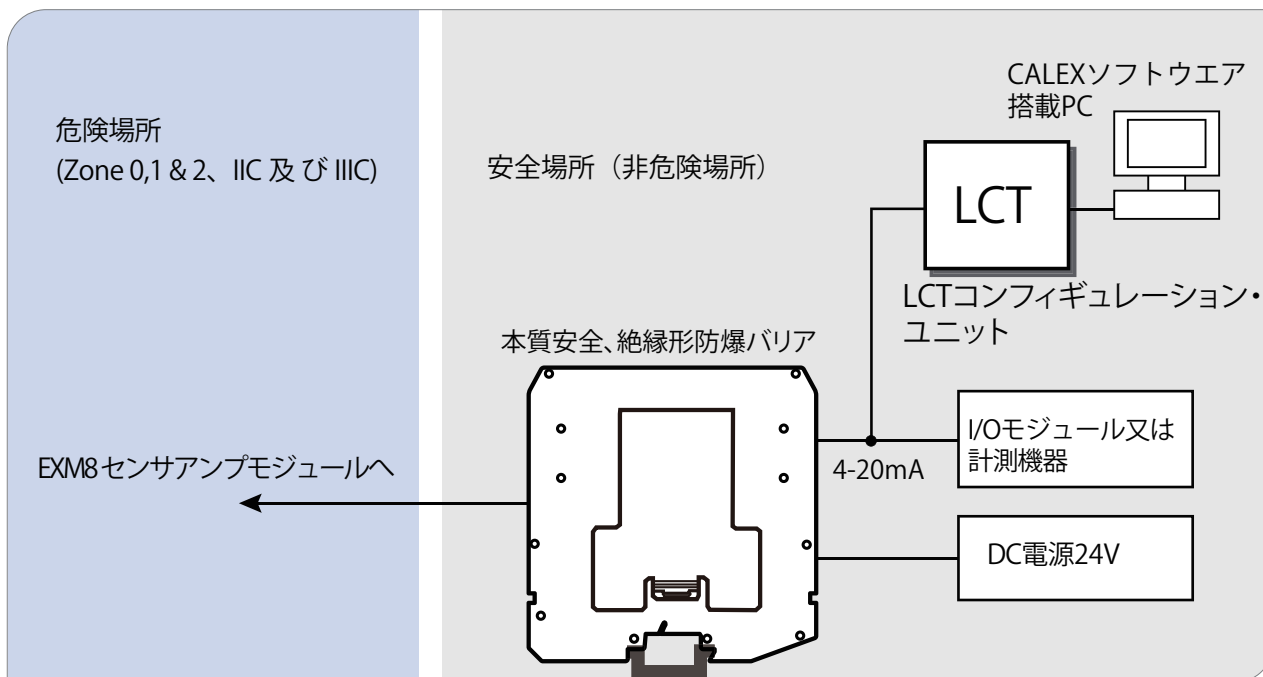 危険場所
(Zone 0,1 & 2、IIC 及び IIIC)
安全場所（非危険場所）
CALEXソフトウエア
搭載PC
LCT
LCTコンフィギュレーション・
ユニット
本質安全、絶縁形防爆バリア
EXM8 センサアンプモジュールへ
4-20mA
I/Oモジュール又は
計測機器
DC電源24V